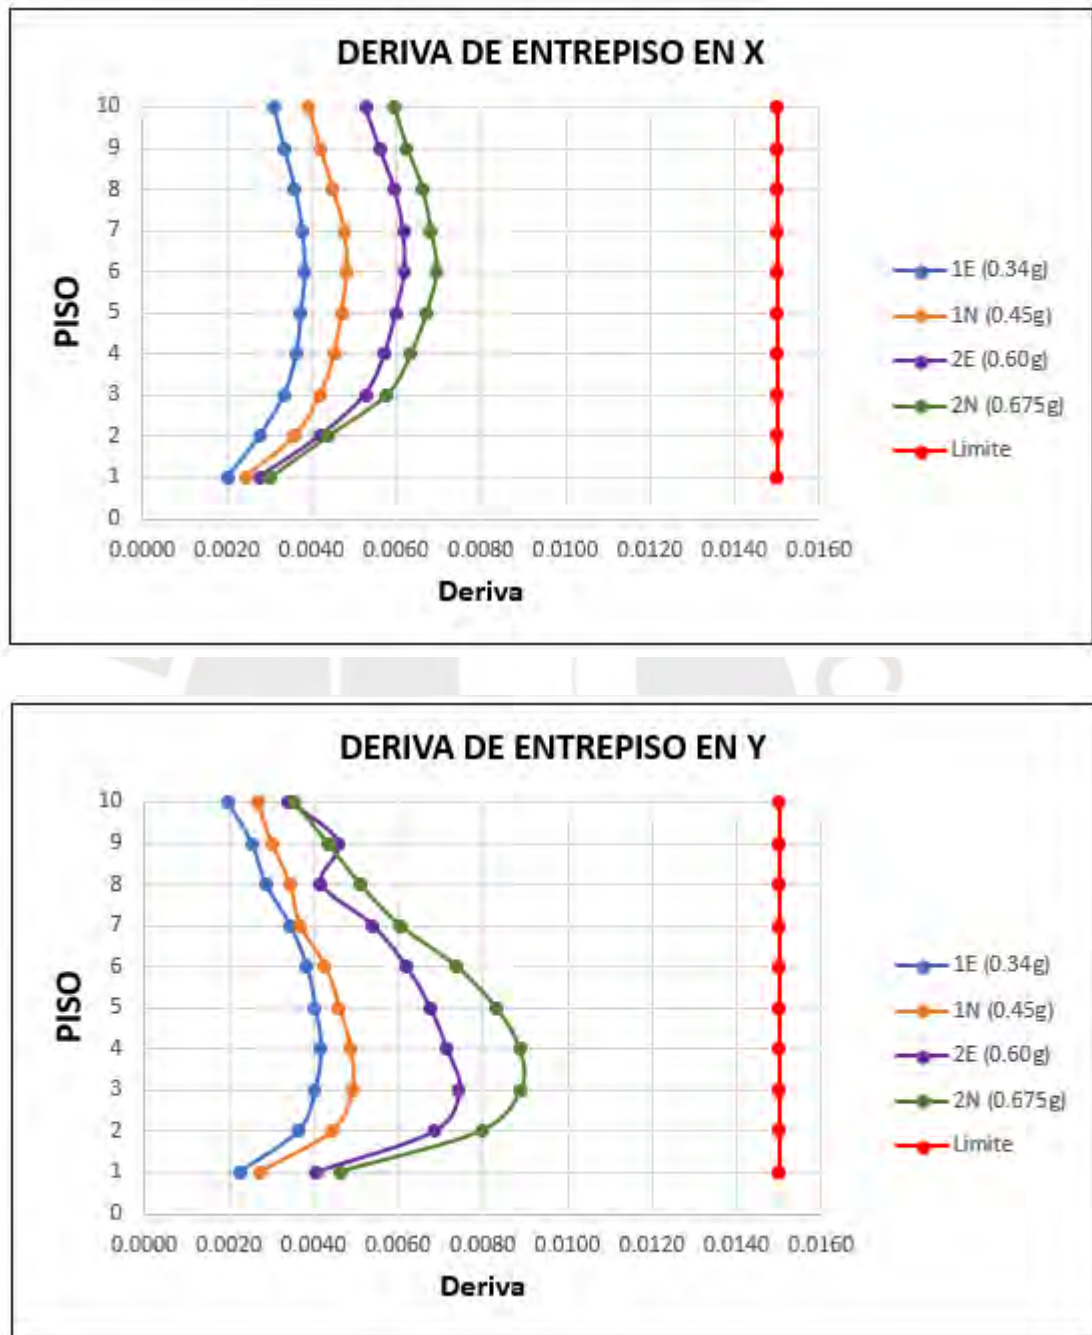 DERIVA DE ENTREPISO EN X
10
9
8
7
6
5
4
3
2
1
0
PISO
0.0000 0.0020 0.0040 0.0060 0.0080 0.0100 0.0120 0.0140 0.0160
Deriva
1E (0.34g)
1N (0.45g)
2E (0.60g)
2N (0.675g)
Limite
DERIVA DE ENTREPISO EN Y
10
9
8
7
6
5
4
3
2
1
0
PISO
0.0000 0.0020 0.0040 0.0060 0.0080 0.0100 0.0120 0.0140 0.0160
Deriva
1E (0.34g)
1N (0.45g)
2E (0.60g)
2N (0.675g)
Limite